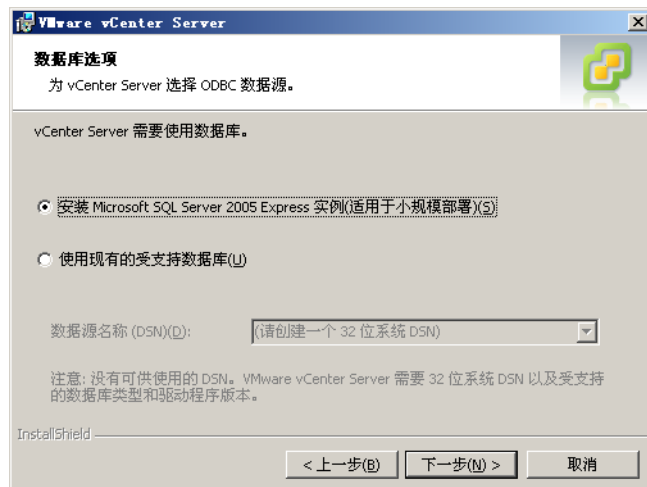 VMware vCenter Server
数据库选项
为 vCenter Server 选择 ODBC 数据源。
vCenter Server 需要使用数据库。
安装 Microsoft SQL Server 2005 Express 实例(适用于小规模部署)(S)
使用现有的受支持数据库(U)
数据源名称 (DSN)(D):
(请创建一个 32 位系统 DSN)
注意: 没有可供使用的 DSN。VMware vCenter Server 需要 32 位系统 DSN 以及受支持
的数据库类型和驱动程序版本。
InstallShield
< 上一步(B)
下一步(N) >
取消